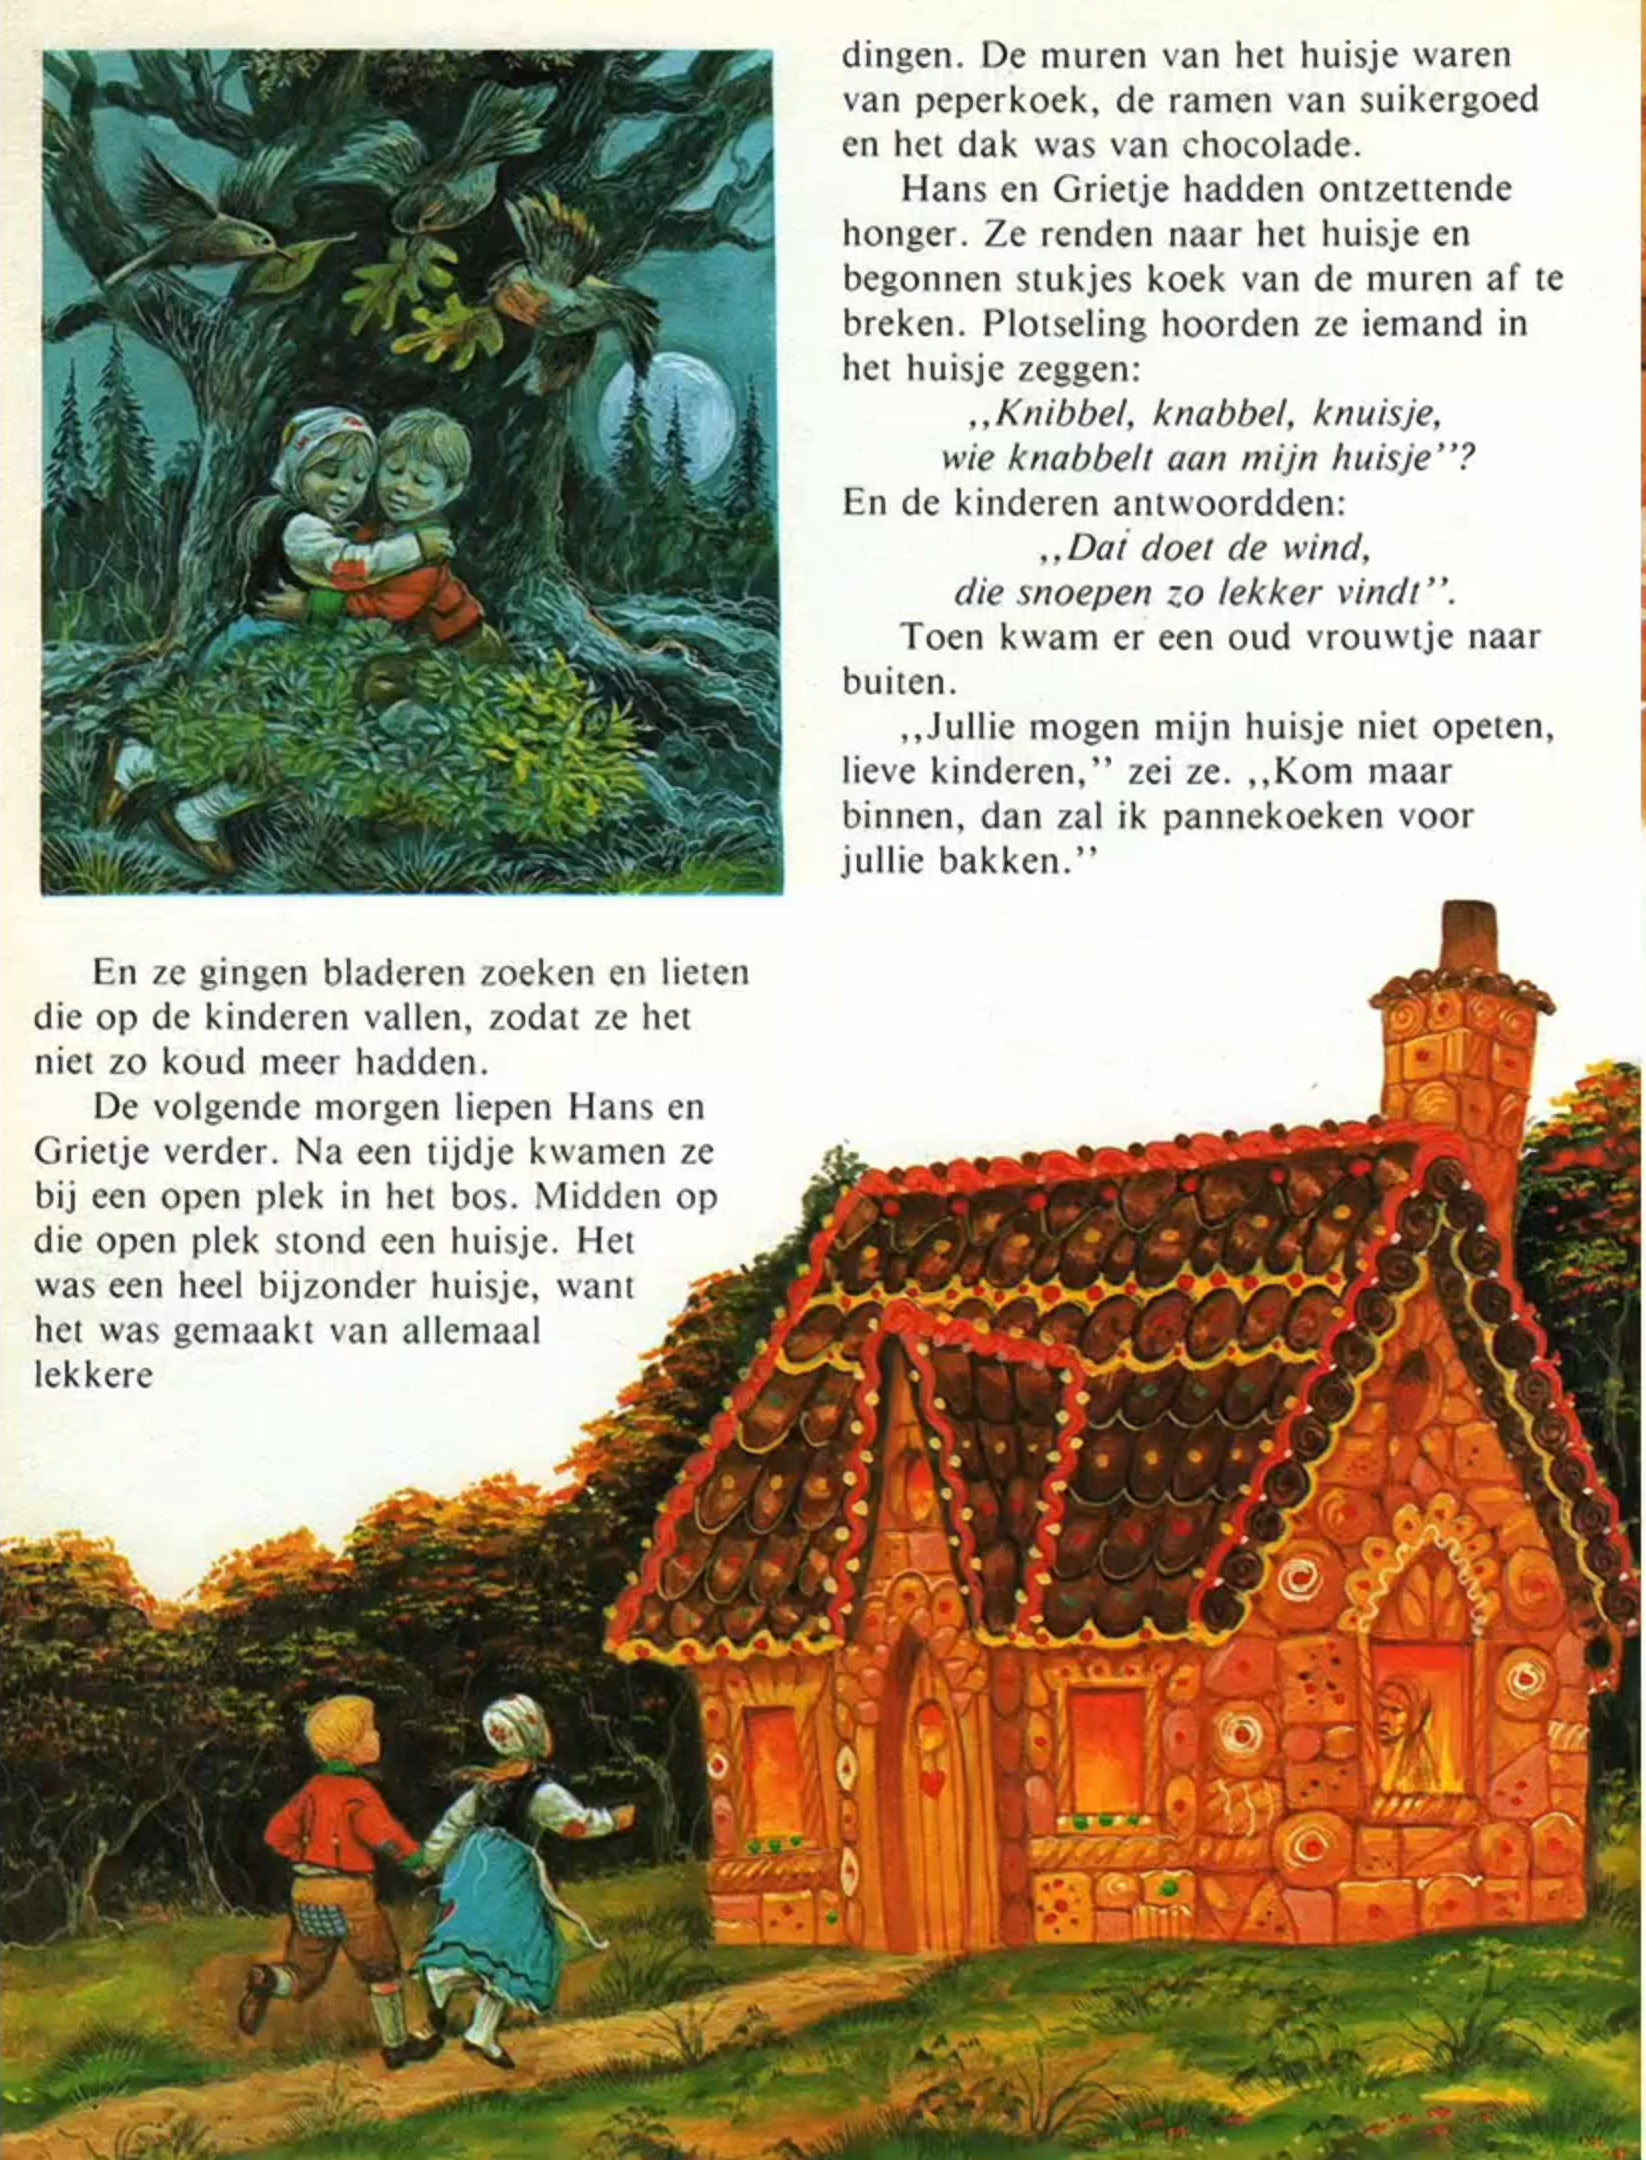 En ze gingen bladeren zoeken en lieten
die op de kinderen vallen, zodat ze het
niet zo koud meer hadden.
De volgende morgen liepen Hans en
Grietje verder. Na een tijdje kwamen ze
bij een open plek in het bos. Midden op
die open plek stond een huisje. Het
was een heel bijzonder huisje, want
het was gemaakt van allemaal
lekkere
dingen. De muren van het huisje waren
van peperkoek, de ramen van suikergoed
en het dak was van chocolade.
Hans en Grietje hadden ontzettende
honger. Ze renden naar het huisje en
begonnen stukjes koek van de muren af te
breken. Plotseling hoorden ze iemand in
het huisje zeggen:
,,Knibbel, knabbel, knuisje,
wie knabbelt aan mijn huisje''?
En de kinderen antwoordden:
,,Dat doet de wind,
die snoepen zo lekker vindt''.
Toen kwam er een oud vrouwtje naar
buiten.
,,Jullie mogen mijn huisje niet opeten,
lieve kinderen,'' zei ze. ,,Kom maar
binnen, dan zal ik pannekoeken voor
jullie bakken.''